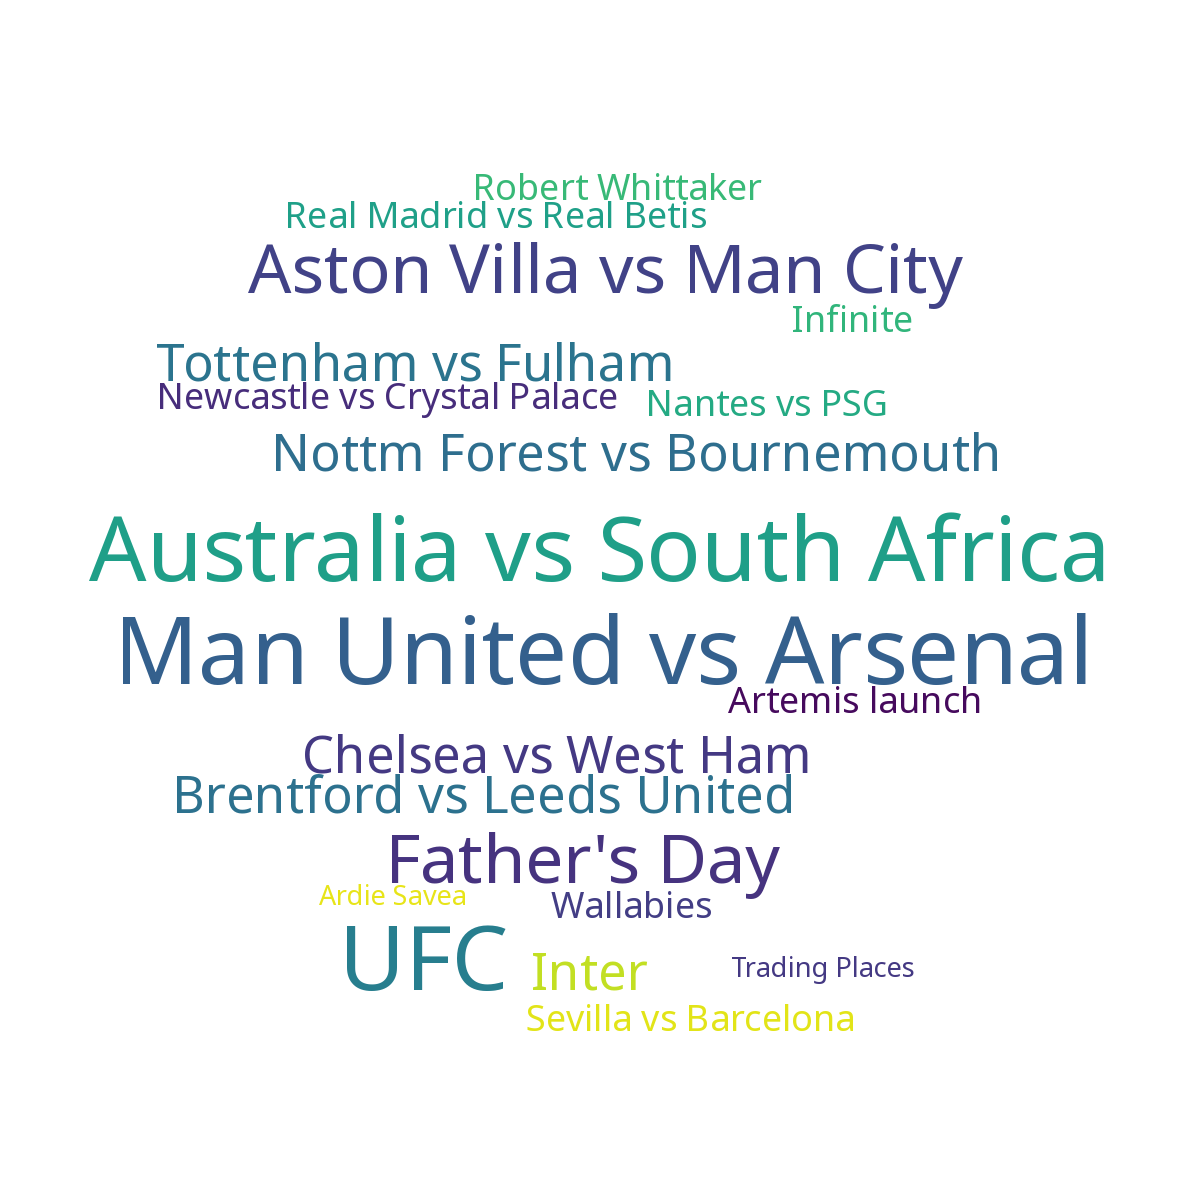 Robert Whittaker
Real Madrid vs Real Betis
Aston Villa vs Man City
Infinite
Tottenham vs Fulham
Newcastle vs Crystal Palace
Nantes vs PSG
Nottm Forest vs Bournemouth
Australia vs South Africa
Man United vs Arsenal
Artemis launch
Chelsea vs West Ham
Brentford vs Leeds United
Father's Day
Ardie Savea
Wallabies
UFC
Inter
Trading Places
Sevilla vs Barcelona